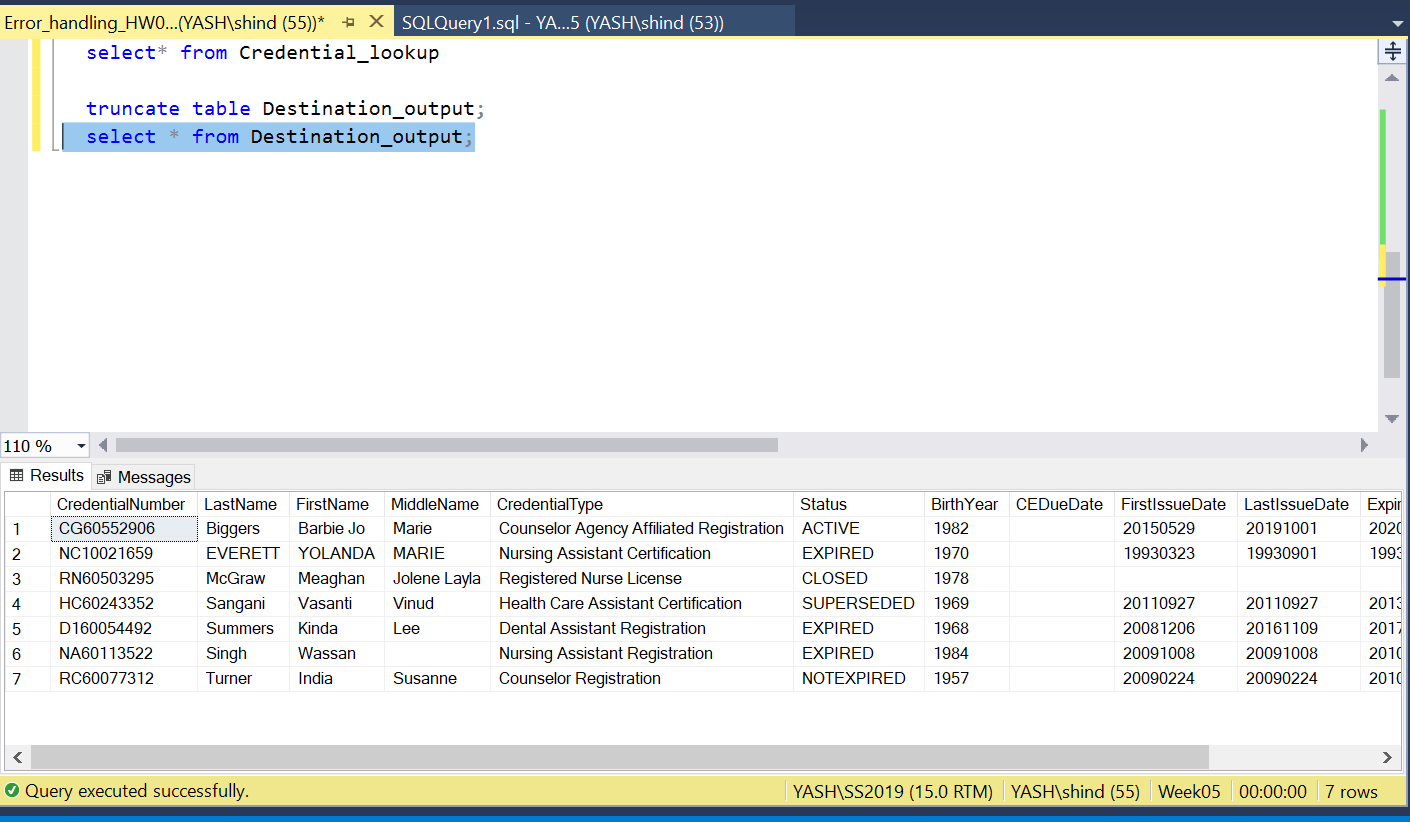 Error_handling_HW0...(YASH\shind (55))* SQLQuery1.sql - YA...5 (YASH\shind (53))
select* from Credential_lookup
truncate table Destination_output;
select * from Destination_output;
110 %
Results Messages
CredentialNumber LastName FirstName MiddleName CredentialType Status BirthYear CEDueDate FirstIssueDate LastIssueDate Expir
1 CG60552906 Biggers Barbie Jo Marie Counselor Agency Affiliated Registration ACTIVE 1982 20150529 20191001 2020
2 NC10021659 EVERETT YOLANDA MARIE Nursing Assistant Certification EXPIRED 1970 19930323 19930901 1993
3 RN60503295 McGraw Meaghan Jolene Layla Registered Nurse License CLOSED 1978
4 HC60243352 Sangani Vasanti Vinud Health Care Assistant Certification SUPERSEDED 1969 20110927 20110927 2013
5 D160054492 Summers Kinda Lee Dental Assistant Registration EXPIRED 1968 20081206 20161109 2017
6 NA60113522 Singh Wassan Nursing Assistant Registration EXPIRED 1984 20091008 20091008 2010
7 RC60077312 Turner India Susanne Counselor Registration NOTEXPIRED 1957 20090224 20090224 2010
Query executed successfully. YASH\SS2019 (15.0 RTM) YASH\shind (55) Week05 00:00:00 7 rows